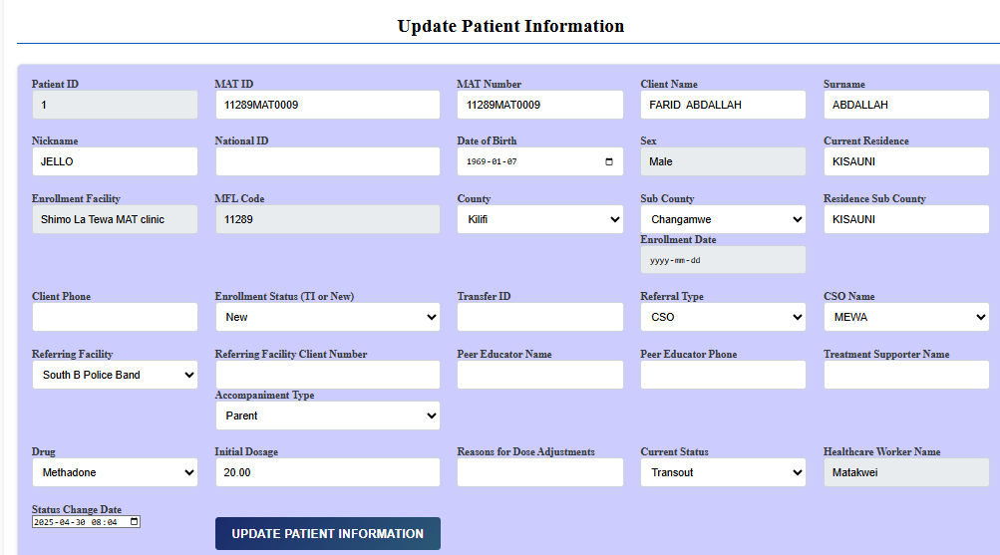 Update Patient Information
Patient ID MAT ID MAT Number Client Name Surname
1 11289MAT0009 11289MAT0009 FARID ABDALLAH ABDALLAH
Nickname National ID Date of Birth Sex Current Residence
JELLO 1969-01-07 Male KISAUNI
Enrollment Facility MFL Code County Sub County Residence Sub County
Shimo La Tewa MAT clinic 11289 Kilifi Changamwe KISAUNI
Enrollment Date
yyyy-mm-dd
Client Phone Enrollment Status (TI or New) Transfer ID Referral Type CSO Name
New CSO MEWA
Referring Facility Referring Facility Client Number Peer Educator Name Peer Educator Phone Treatment Supporter Name
South B Police Band
Accompaniment Type
Parent
Drug Initial Dosage Reasons for Dose Adjustments Current Status Healthcare Worker Name
Methadone 20.00 Transout Matakwei
Status Change Date
2025-04-30 08:04
UPDATE PATIENT INFORMATION